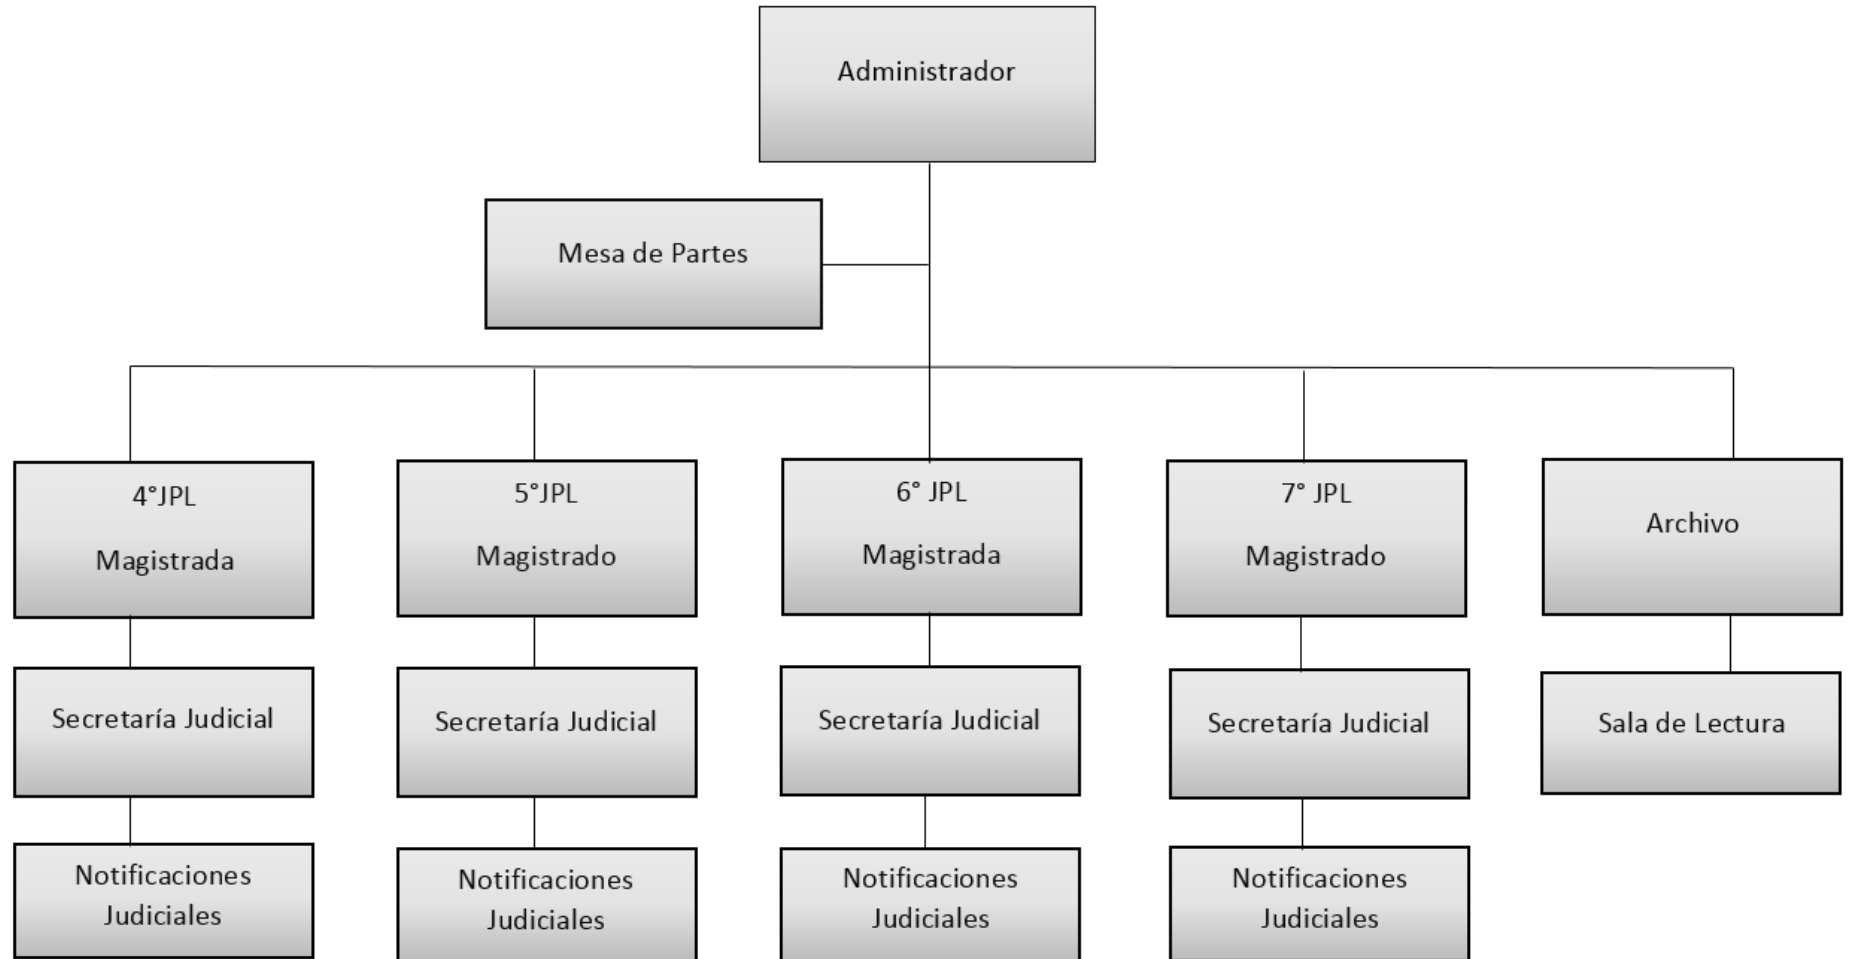 Administrador
Mesa de Partes
4°JPL
Magistrada
5°JPL
Magistrado
6° JPL
Magistrada
7° JPL
Magistrado
Archivo
Secretaría Judicial
Secretaría Judicial
Secretaría Judicial
Secretaría Judicial
Sala de Lectura
Notificaciones
Judiciales
Notificaciones
Judiciales
Notificaciones
Judiciales
Notificaciones
Judiciales